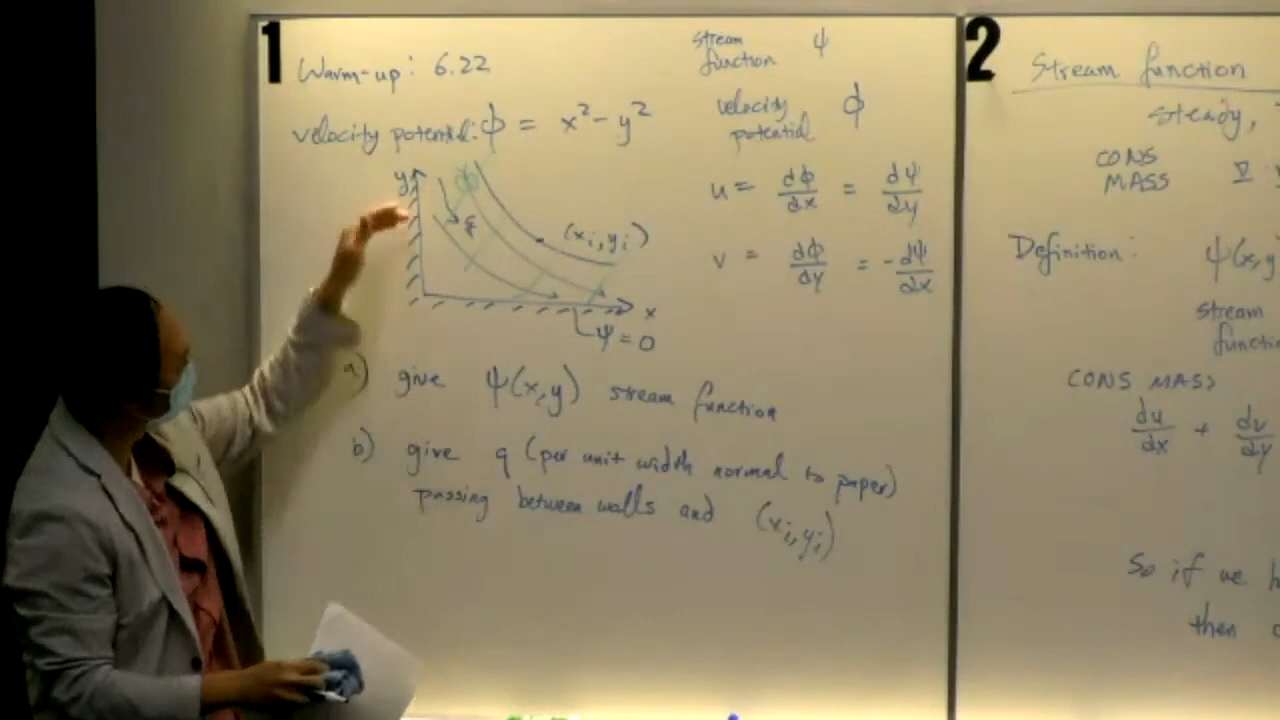 1
Warm-up: 6.22
velocity potential: ϕ = x² - y²
y
q
(xᵢ, yᵢ)
x
ψ = 0
a) give ψ(x,y) stream function
b) give q (per unit width normal to paper)
passing between walls and (xᵢ, yᵢ)
stream
function ψ
velocity
potential ϕ
u = dϕ/dx = dψ/dy
v = dϕ/dy = -dψ/dx
2
Stream function
steady,
CONS
MASS ∇
Definition: ψ(x,y
stream
CONS MASS
du/dx + dv/dy
So if we
then